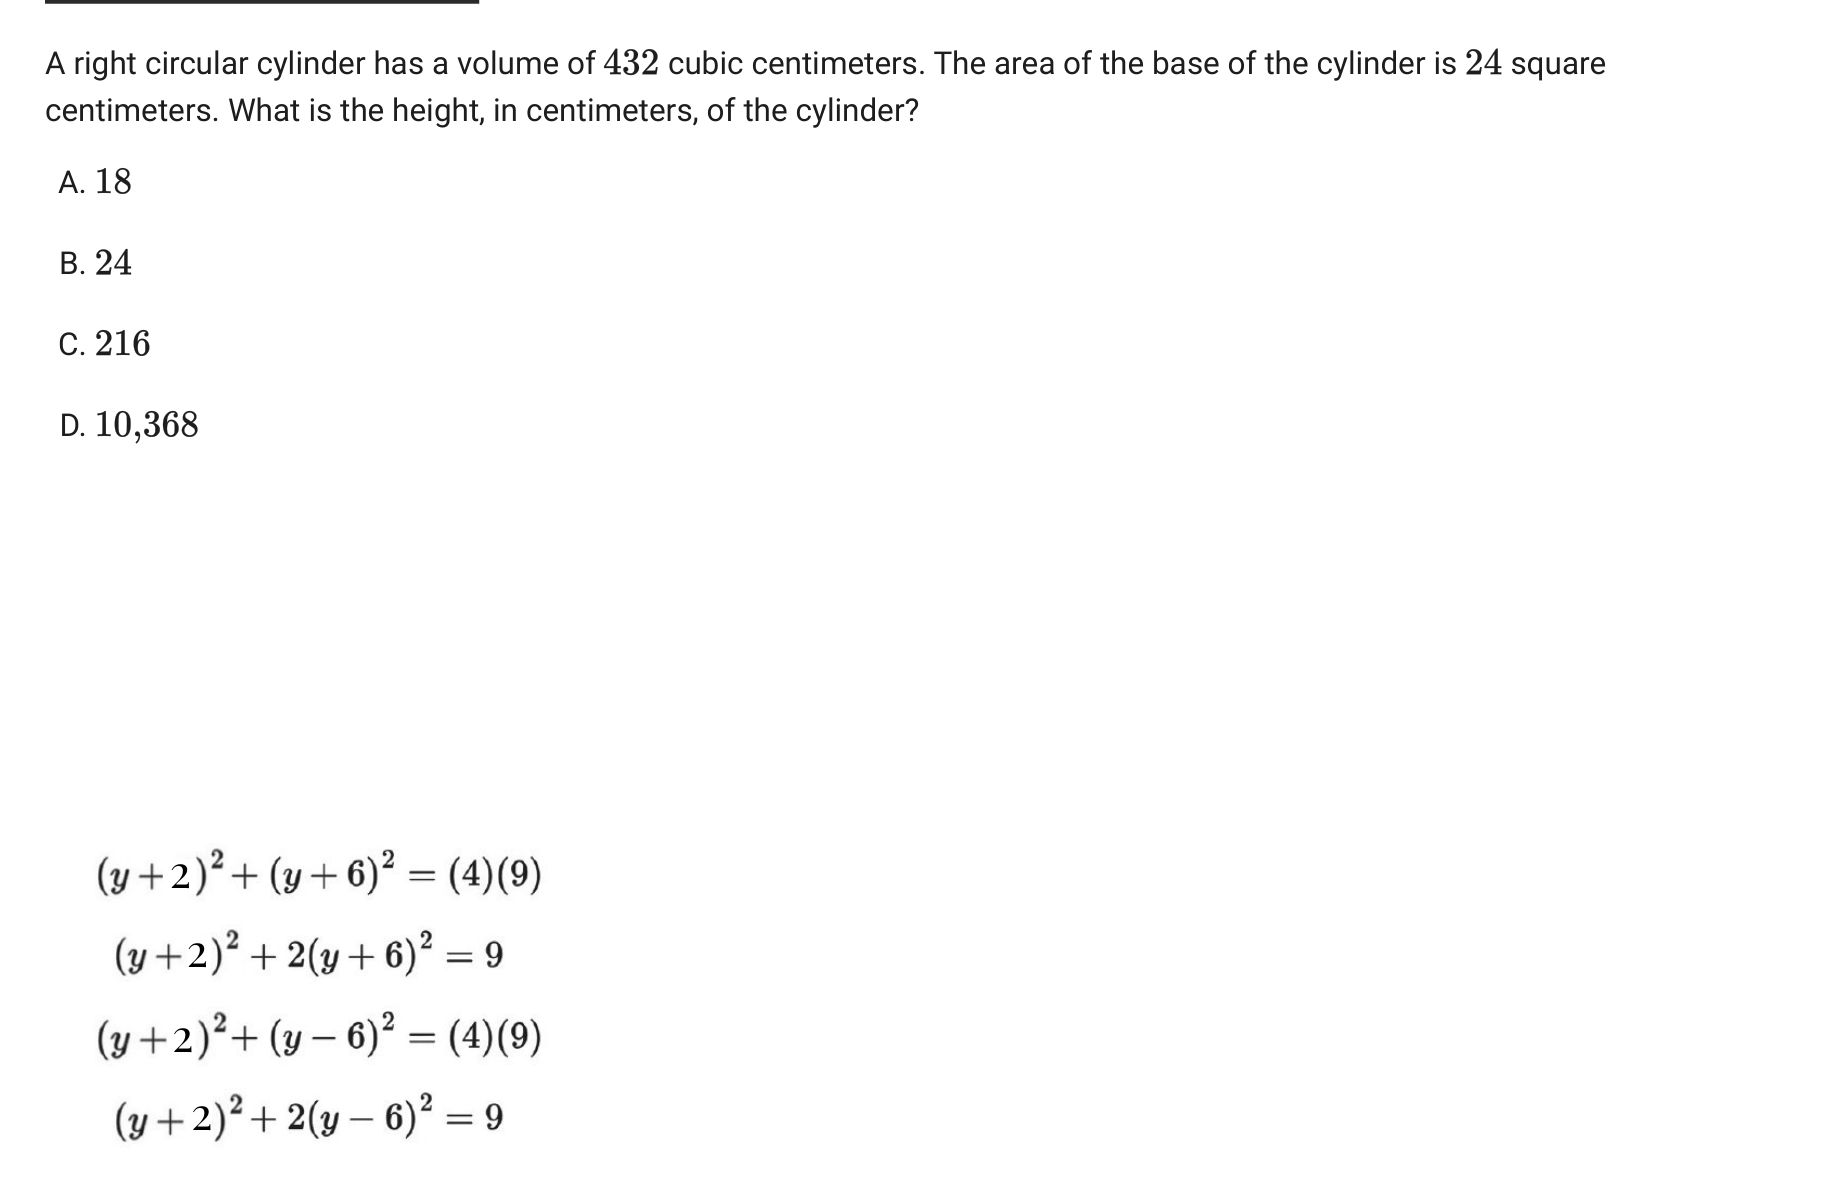 A right circular cylinder has a volume of 432 cubic centimeters. The area of the base of the cylinder is 24 square
centimeters. What is the height, in centimeters, of the cylinder?
A. 18
B. 24
C. 216
D. 10,368
(y+2)²+(y+6)² = (4)(9)
(y+2)² + 2(y+6)² = 9
(y+2)²+(y − 6)² = (4)(9)
(y+2)²+ 2(y − 6)² = 9